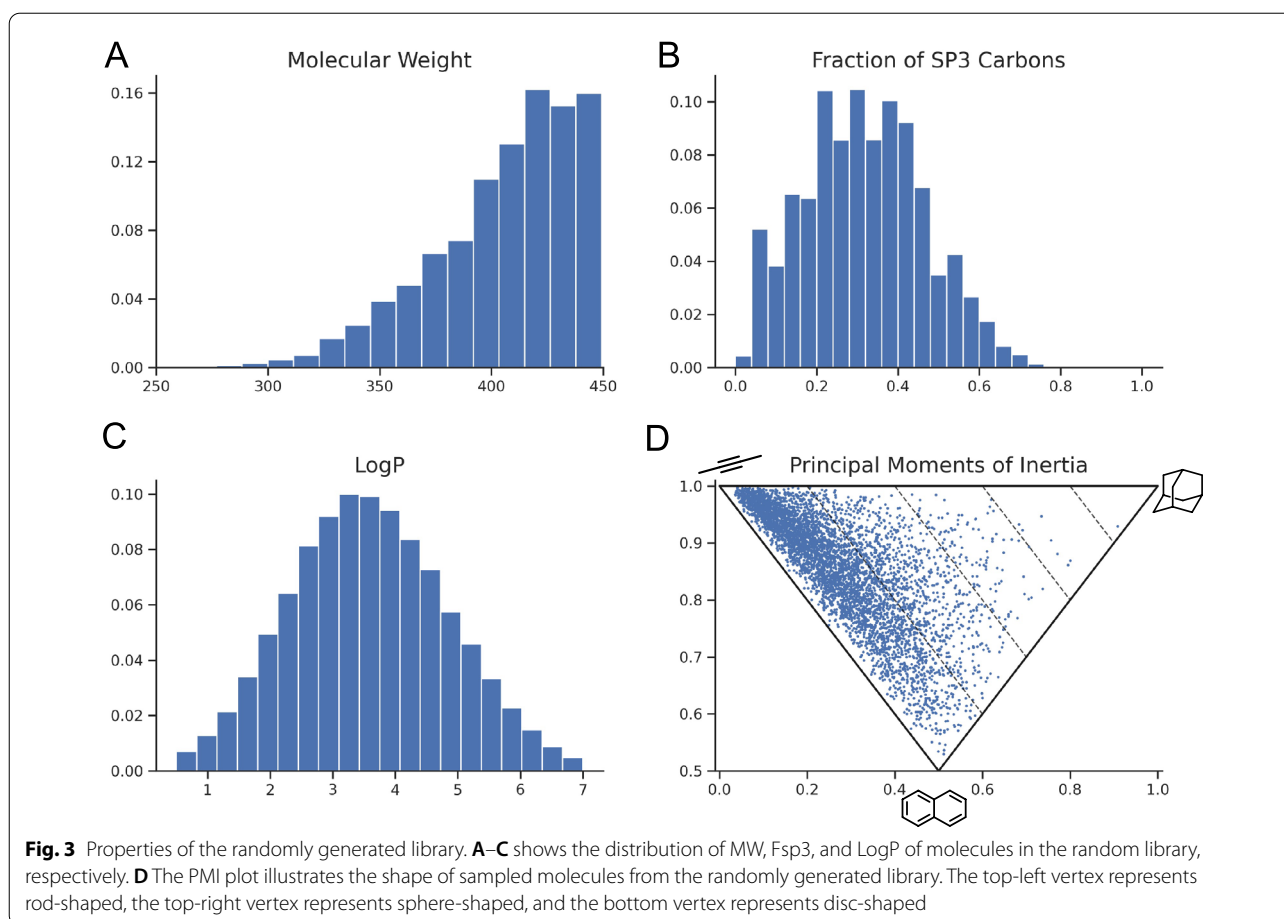 A
Molecular Weight
0.16
0.12
0.08
0.04
0.00
250 300 350 400 450
B
Fraction of SP3 Carbons
0.10
0.08
0.06
0.04
0.02
0.00
0.0 0.2 0.4 0.6 0.8 1.0
C
LogP
0.10
0.08
0.06
0.04
0.02
0.00
1 2 3 4 5 6 7
D
Principal Moments of Inertia
1.0
0.9
0.8
0.7
0.6
0.5
0.0 0.2 0.4 0.6 0.8 1.0
Fig. 3 Properties of the randomly generated library. A–C shows the distribution of MW, Fsp3, and LogP of molecules in the random library,
respectively. D The PMI plot illustrates the shape of sampled molecules from the randomly generated library. The top-left vertex represents
rod-shaped, the top-right vertex represents sphere-shaped, and the bottom vertex represents disc-shaped